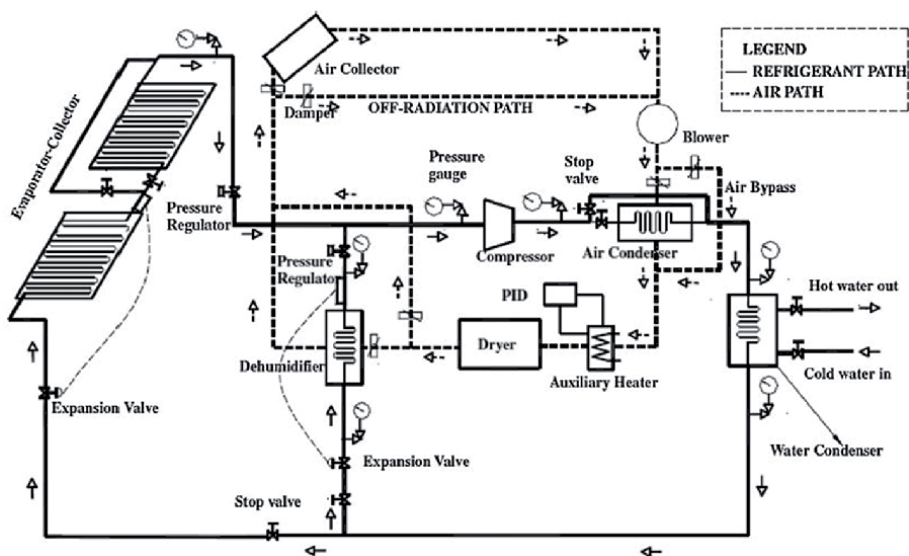 LEGEND
REFRIGERANT PATH
AIR PATH
Air Collector
Damper
OFF-RADIATION PATH
Blower
Evaporator-Collector
Pressure
gauge
Stop
valve
Air Bypass
Pressure
Regulator
Compressor
Air Condenser
Pressure
Regulator
PID
Hot water out
Dehumidifier
Dryer
Auxiliary Heater
Cold water in
Expansion Valve
Expansion Valve
Water Condenser
Stop valve